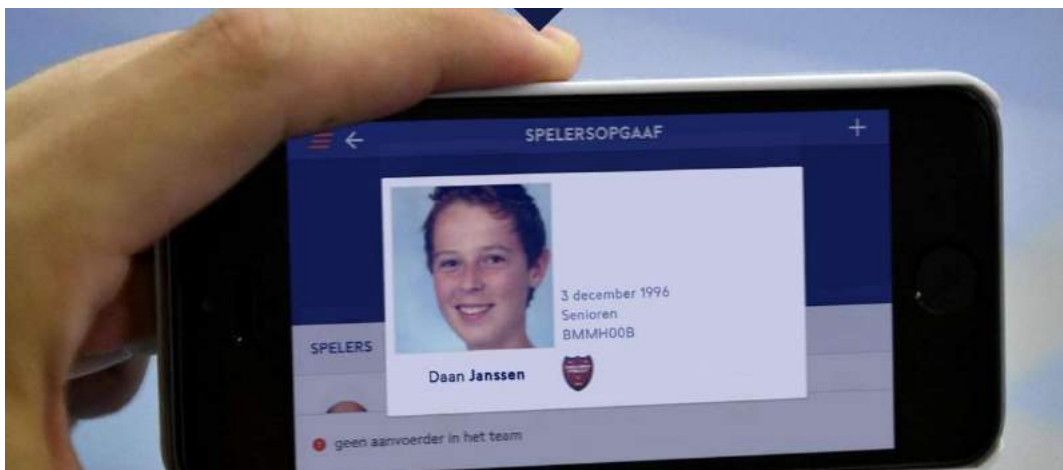 SPELERSOPGAAF
3 december 1996
Senioren
BMMH00B
SPELERS
Daan Janssen
geen aanvoerder in het team